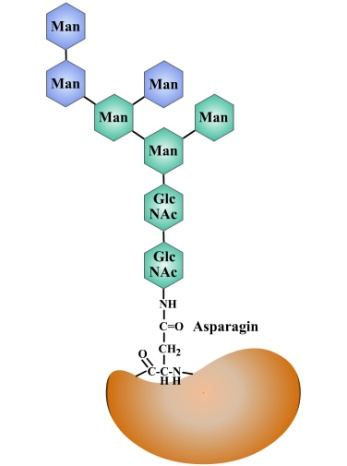 Man
Man Man
Man Man
Man
Glc
NAc
Glc
NAc
NH
C=O Asparagin
CH2
O
C-C-N-
H H